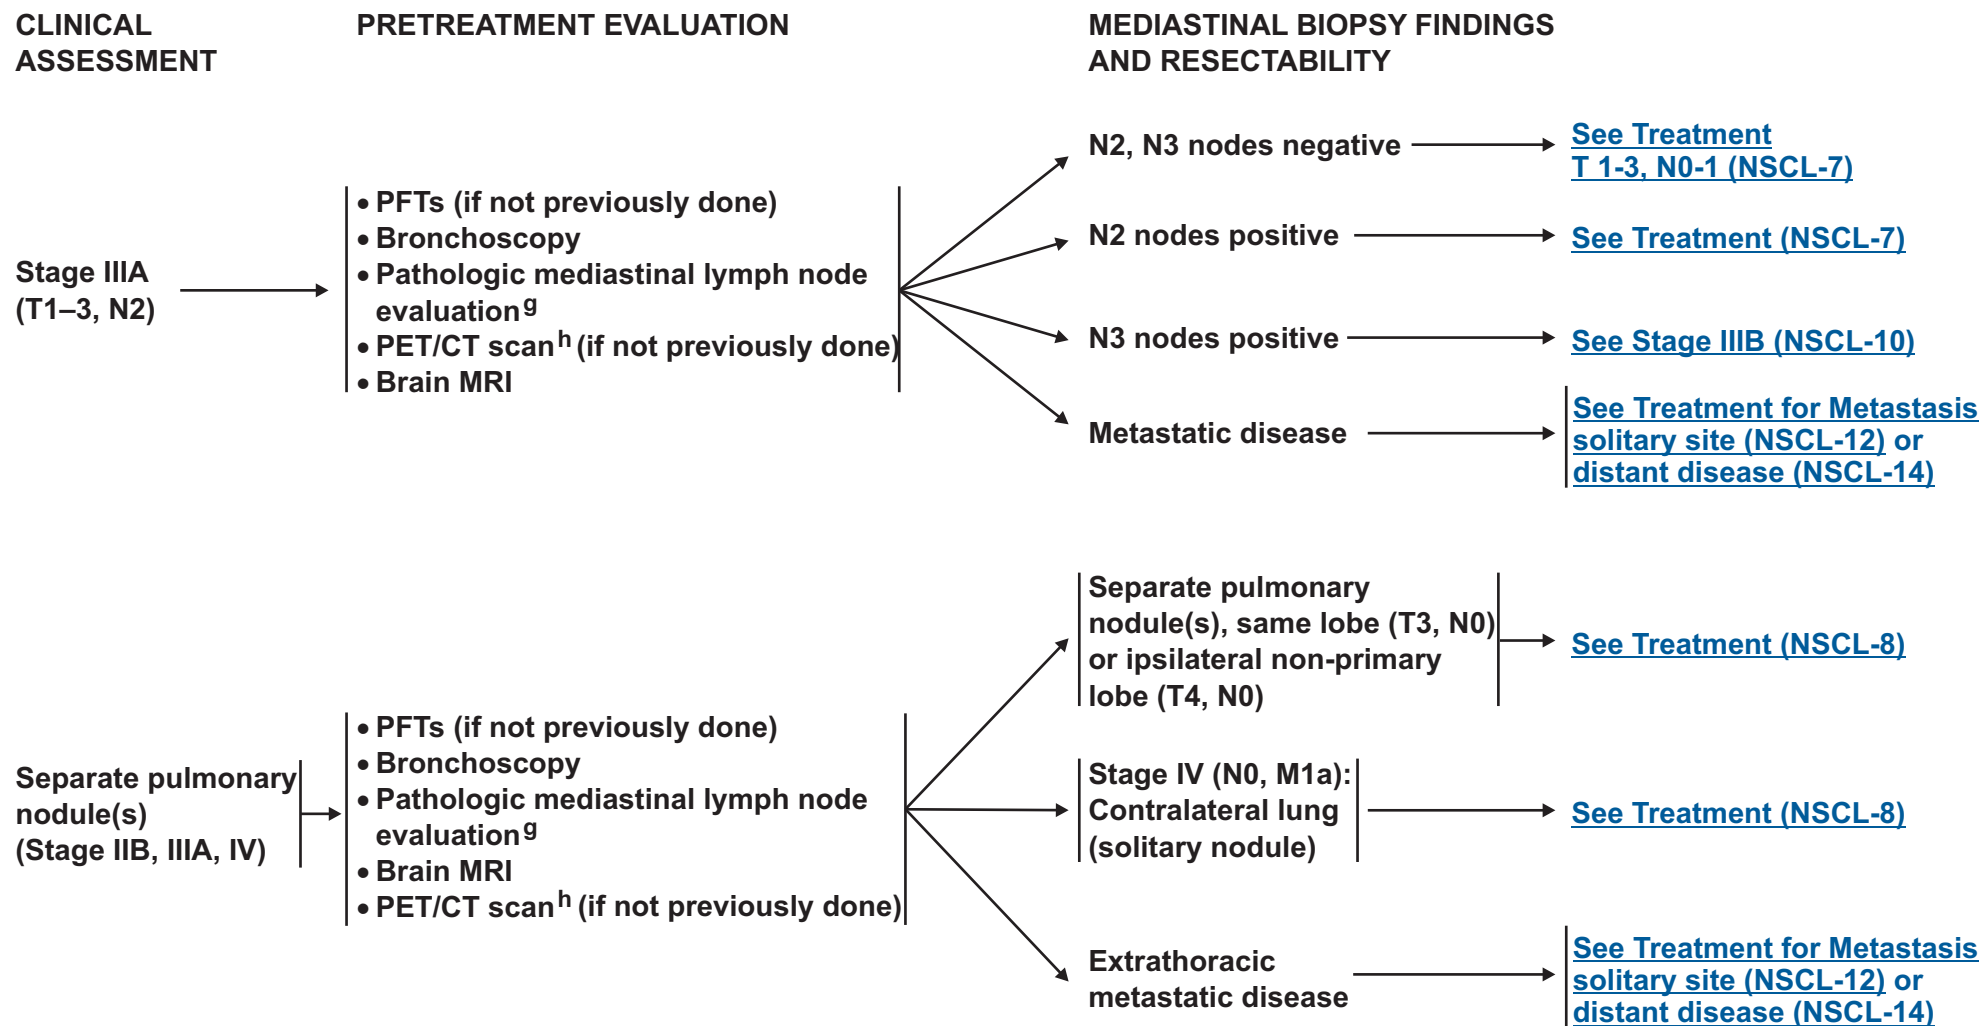 CLINICAL
ASSESSMENT
PRETREATMENT EVALUATION
MEDIASTINAL BIOPSY FINDINGS
AND RESECTABILITY
Stage IIIA
(T1–3, N2)
• PFTs (if not previously done)
• Bronchoscopy
• Pathologic mediastinal lymph node
evaluationg
• PET/CT scanh (if not previously done)
• Brain MRI
N2, N3 nodes negative
See Treatment
T 1-3, N0-1 (NSCL-7)
N2 nodes positive
See Treatment (NSCL-7)
N3 nodes positive
See Stage IIIB (NSCL-10)
Metastatic disease
See Treatment for Metastasis
solitary site (NSCL-12) or
distant disease (NSCL-14)
Separate pulmonary
nodule(s)
(Stage IIB, IIIA, IV)
• PFTs (if not previously done)
• Bronchoscopy
• Pathologic mediastinal lymph node
evaluationg
• Brain MRI
• PET/CT scanh (if not previously done)
Separate pulmonary
nodule(s), same lobe (T3, N0)
or ipsilateral non-primary
lobe (T4, N0)
See Treatment (NSCL-8)
Stage IV (N0, M1a):
Contralateral lung
(solitary nodule)
See Treatment (NSCL-8)
Extrathoracic
metastatic disease
See Treatment for Metastasis
solitary site (NSCL-12) or
distant disease (NSCL-14)